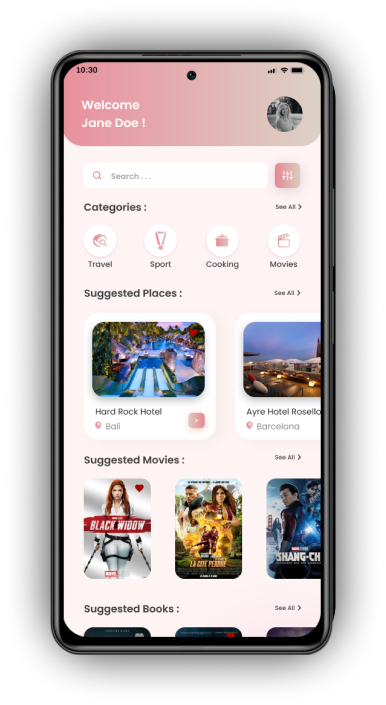 10:30
Welcome
Jane Doe !
Search . . .
Categories :
See All
Travel
Sport
Cooking
Movies
Suggested Places :
See All
Hard Rock Hotel
Bali
Ayre Hotel Rosello
Barcelona
Suggested Movies :
See All
BLACK WIDOW
MARVEL
LA CITÉ PERDUE
SHANG-CH
Suggested Books :
See All